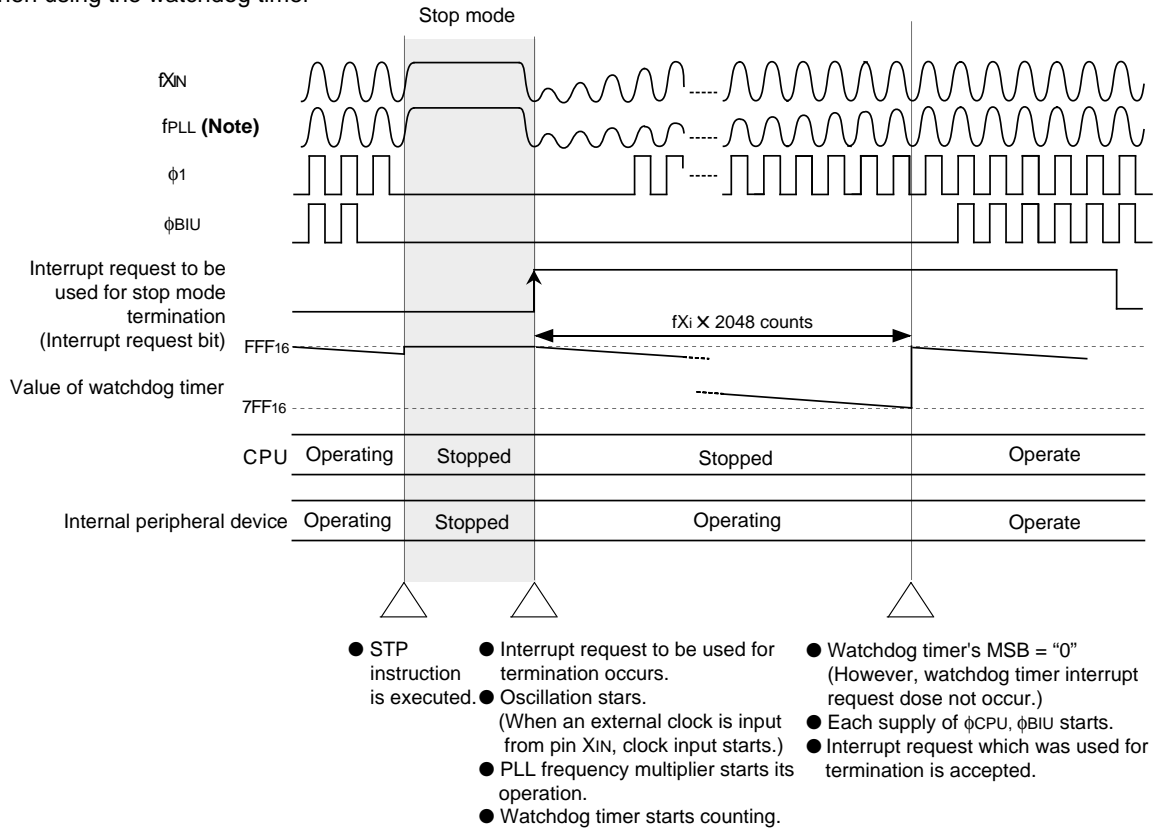 when using the watchdog timer
Stop mode
fXIN
fPLL (Note)
ϕ1
ϕBIU
Interrupt request to be
used for stop mode
termination
(Interrupt request bit)
fXi × 2048 counts
FFF16
Value of watchdog timer
7FF16
CPU Operating Stopped Stopped Operate
Internal peripheral device Operating Stopped Operating Operate
● STP
instruction
is executed.
● Interrupt request to be used for
termination occurs.
● Oscillation stars.
(When an external clock is input
from pin XIN, clock input starts.)
● PLL frequency multiplier starts its
operation.
● Watchdog timer starts counting.
● Watchdog timer's MSB = “0”
(However, watchdog timer interrupt
request dose not occur.)
● Each supply of ϕCPU, ϕBIU starts.
● Interrupt request which was used for
termination is accepted.